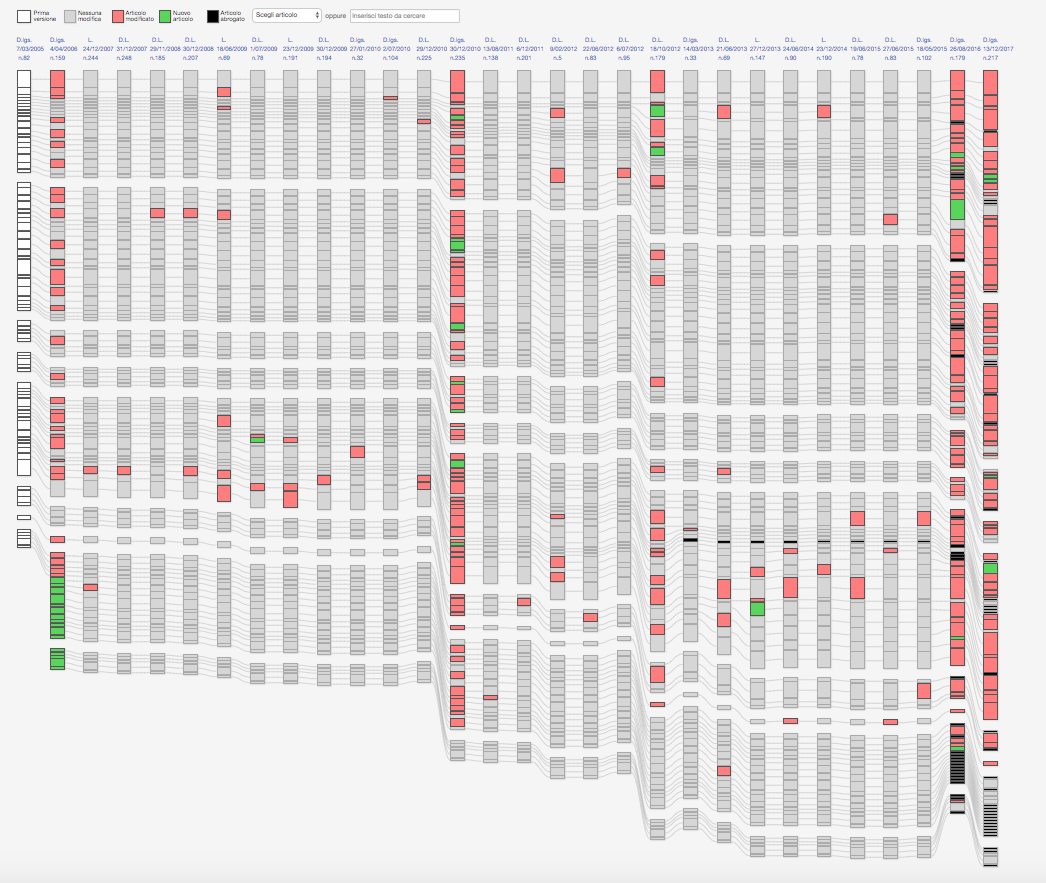 Prima versione
Nessuna modifica
Articolo modificato
Nuovo articolo
Articolo abrogato
Scegli articolo
oppure
Inserisci testo da cercare
D.lgs. 7/03/2005 n.82
D.lgs. 4/04/2006 n.159
L. 24/12/2007 n.244
D.L. 31/12/2007 n.248
D.L. 29/11/2008 n.185
D.L. 30/12/2008 n.207
L. 18/06/2009 n.69
D.L. 1/07/2009 n.78
L. 23/12/2009 n.191
D.L. 30/12/2009 n.194
D.lgs. 27/01/2010 n.32
D.lgs. 2/07/2010 n.104
D.L. 29/12/2010 n.225
D.lgs. 30/12/2010 n.235
D.L. 13/08/2011 n.138
D.L. 6/12/2011 n.201
D.L. 9/02/2012 n.5
D.L. 22/06/2012 n.83
D.L. 6/07/2012 n.95
D.L. 18/10/2012 n.179
D.lgs. 14/03/2013 n.33
D.L. 21/06/2013 n.69
L. 27/12/2013 n.147
D.L. 24/06/2014 n.90
L. 23/12/2014 n.190
D.L. 19/06/2015 n.78
D.L. 27/06/2015 n.83
D.lgs. 18/05/2015 n.102
D.lgs. 26/08/2016 n.179
D.lgs. 13/12/2017 n.217